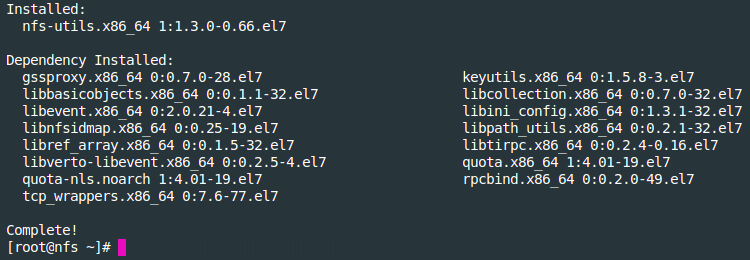 Installed:
nfs-utils.x86_64 1:1.3.0-0.66.el7
Dependency Installed:
gssproxy.x86_64 0:0.7.0-28.el7 keyutils.x86_64 0:1.5.8-3.el7
libbasicobjects.x86_64 0:0.1.1-32.el7 libcollection.x86_64 0:0.7.0-32.el7
libevent.x86_64 0:2.0.21-4.el7 libini_config.x86_64 0:1.3.1-32.el7
libnfsidmap.x86_64 0:0.25-19.el7 libpath_utils.x86_64 0:0.2.1-32.el7
libref_array.x86_64 0:0.1.5-32.el7 libtirpc.x86_64 0:0.2.4-0.16.el7
libverto-libevent.x86_64 0:0.2.5-4.el7 quota.x86_64 1:4.01-19.el7
quota-nls.noarch 1:4.01-19.el7 rpcbind.x86_64 0:0.2.0-49.el7
tcp_wrappers.x86_64 0:7.6-77.el7
Complete!
[root@nfs ~]#